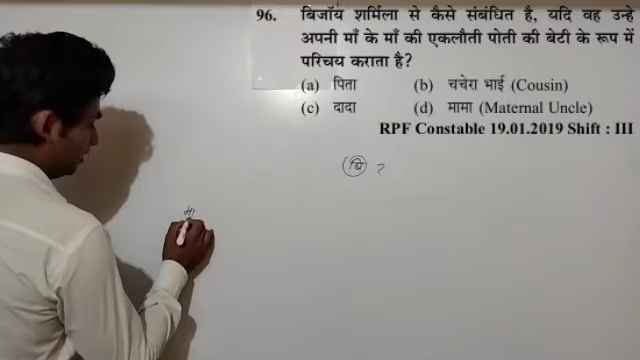 96. बिजॉय शर्मिला से कैसे संबंधित है, यदि वह उन्हे
अपनी माँ के माँ की एकलौती पोती की बेटी के रूप में
परिचय कराता है?
(a) पिता (b) चचेरा भाई (Cousin)
(c) दादा (d) मामा (Maternal Uncle)
RPF Constable 19.01.2019 Shift : III
बि ?